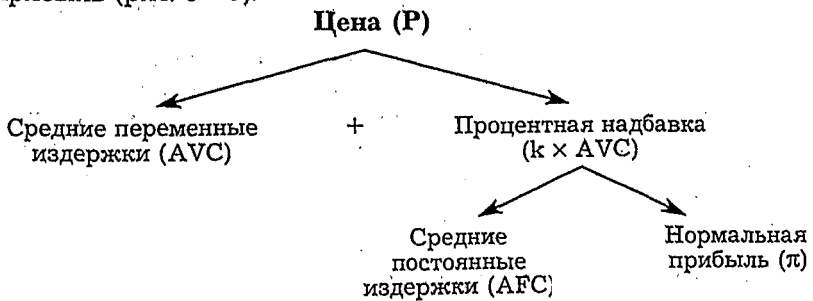 Цена (P)
Средние переменные
издержки (AVC)
+
Процентная надбавка
(k × AVC)
Средние
постоянные
издержки (AFC)
Нормальная
прибыль (π)